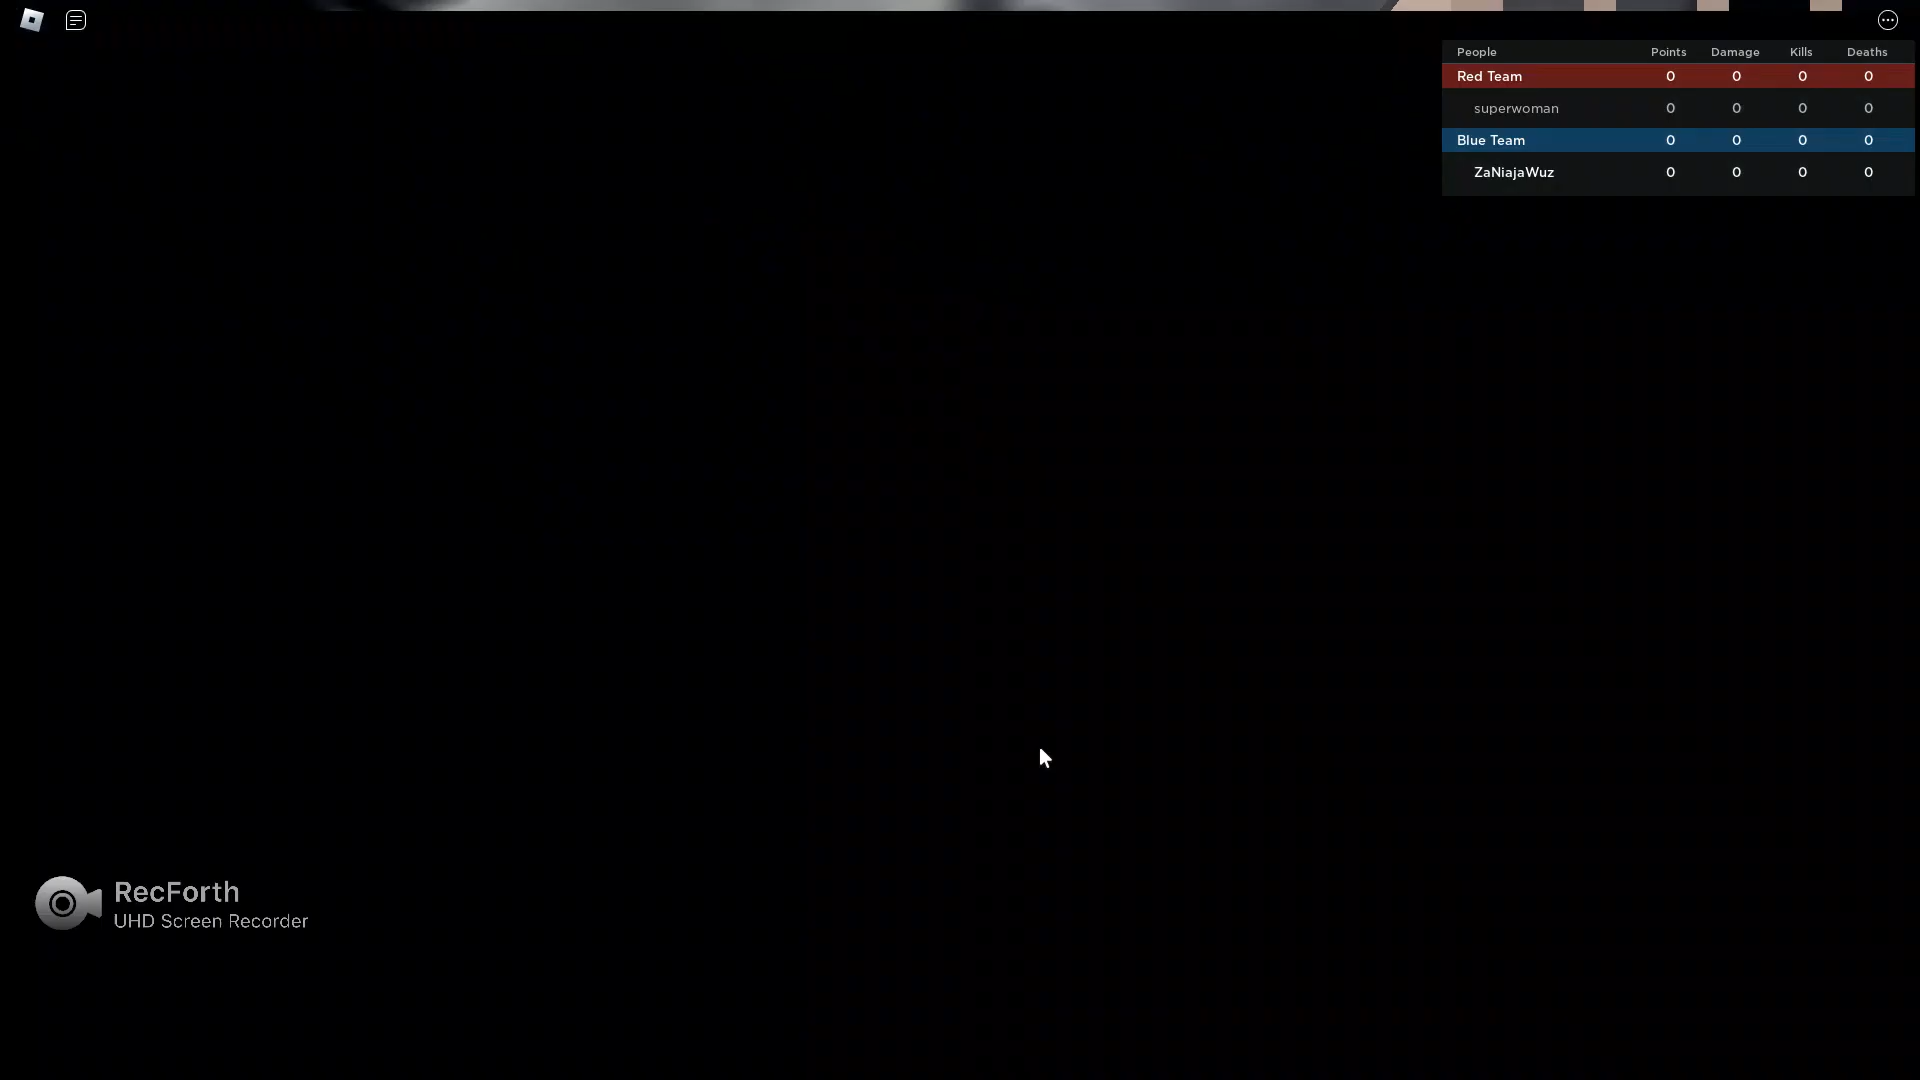 People Points Damage Kills Deaths
Red Team 0 0 0 0
superwoman 0 0 0 0
Blue Team 0 0 0 0
ZaNiajaWuz 0 0 0 0
RecForth
UHD Screen Recorder